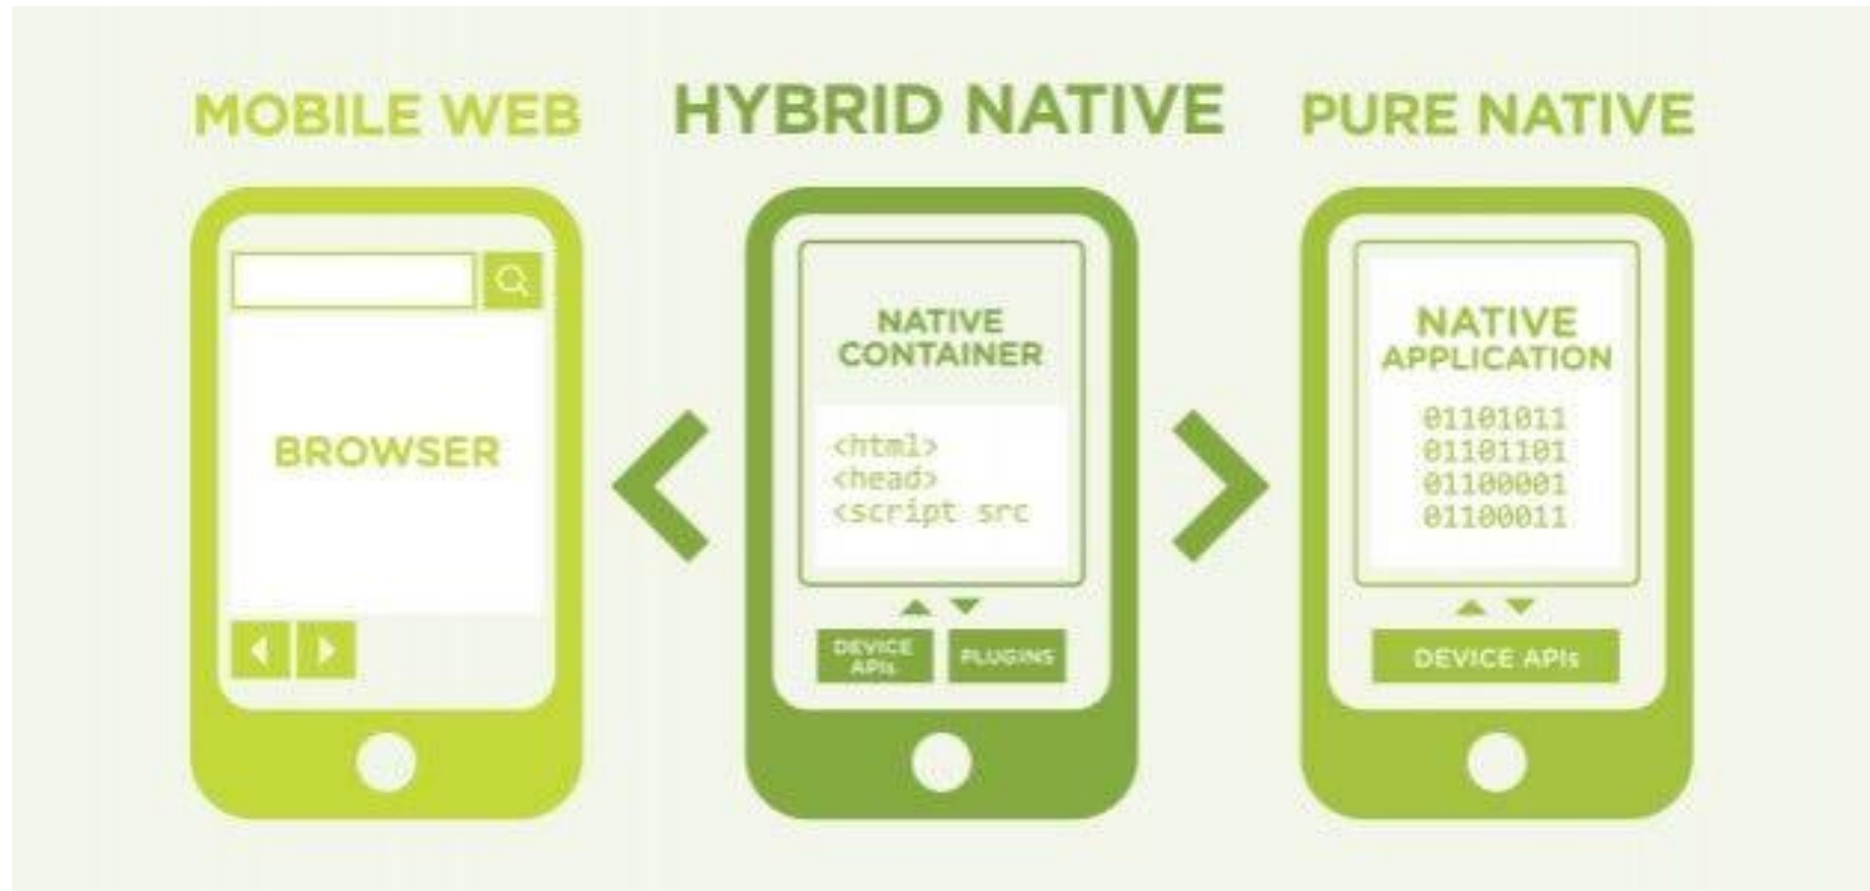 MOBILE WEB
BROWSER
HYBRID NATIVE
NATIVE
CONTAINER
<html>
<head>
<script src
DEVICE
APIs
PLUGINS
PURE NATIVE
NATIVE
APPLICATION
01101011
01101101
01100001
01100011
DEVICE APIs